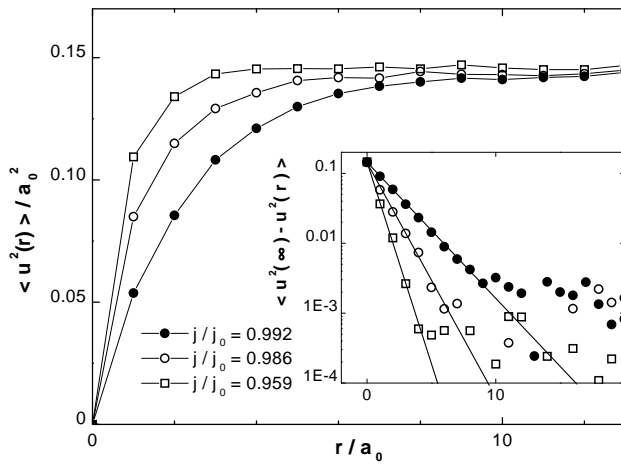 0.15
0.10
0.05
0
< u²(r) > / a₀²
j / j₀ = 0.992
j / j₀ = 0.986
j / j₀ = 0.959
0
10
r / a₀
0.1
0.01
1E-3
1E-4
< u²(∞) - u²(r) >
0
10